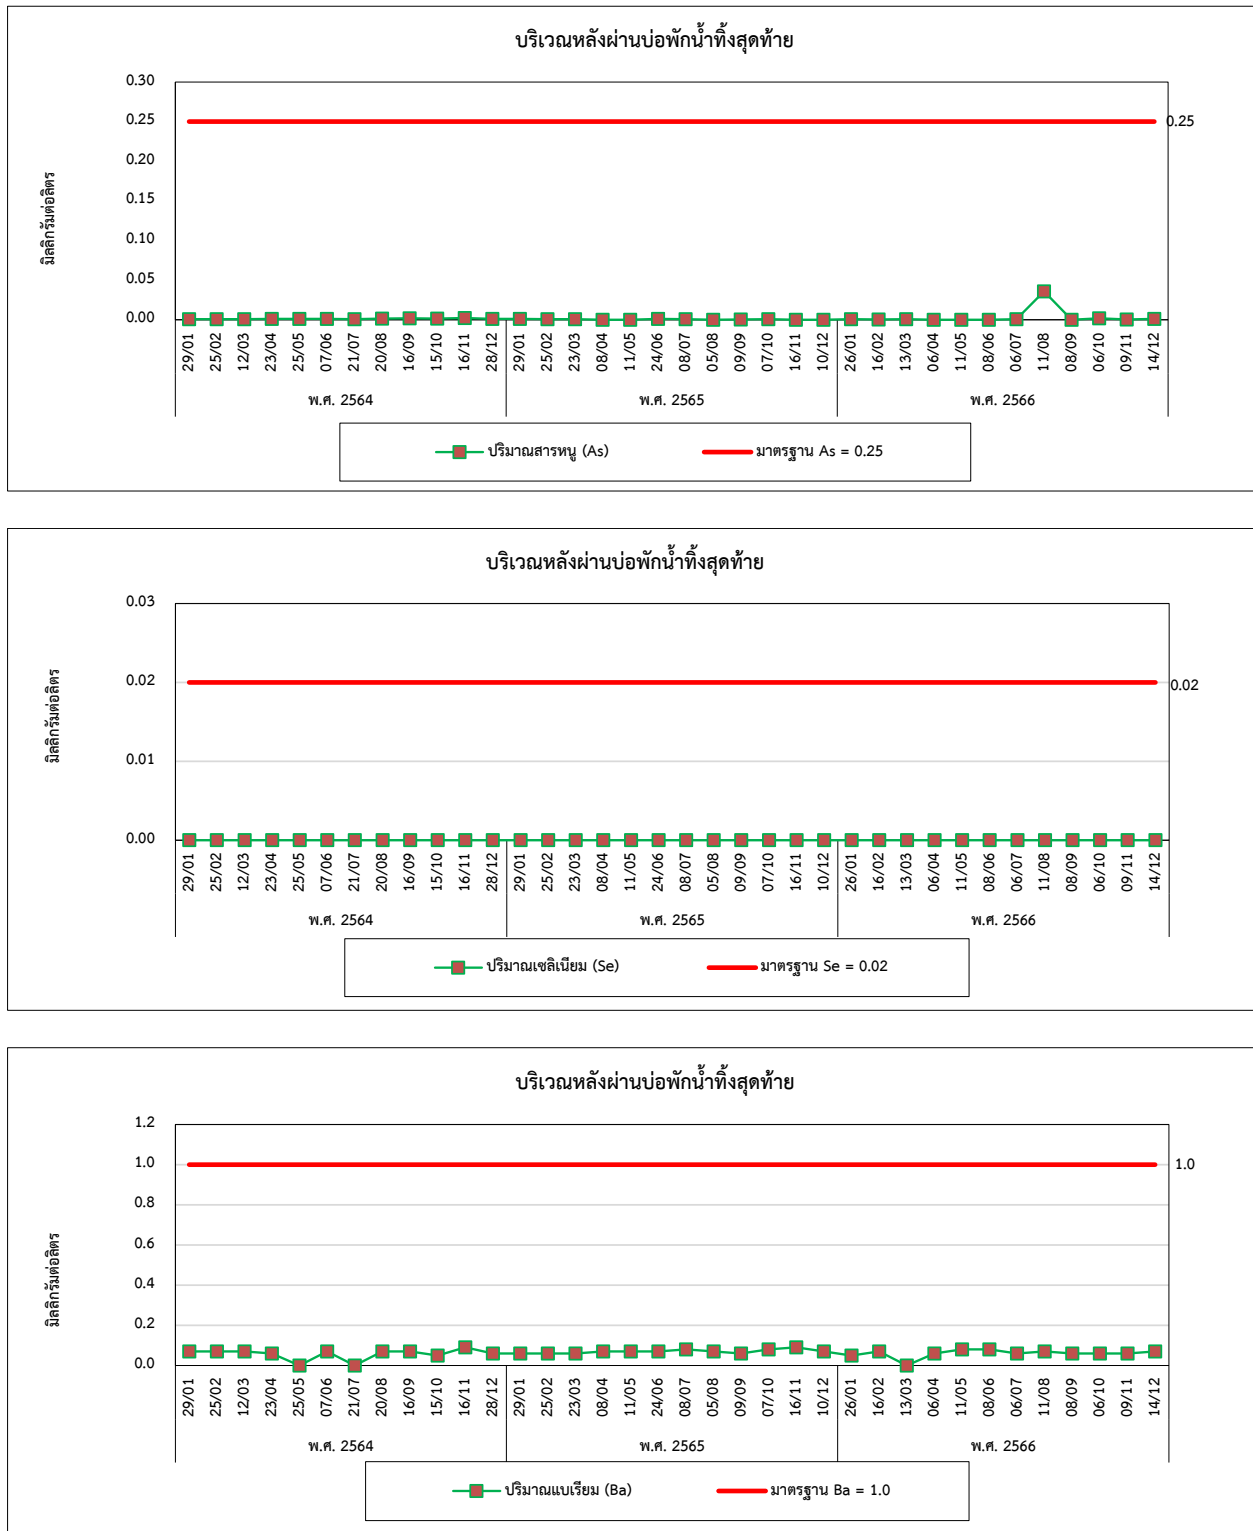 บริเวณหลังผ่านบ่อพักน้ำทิ้งสุดท้าย
มิลลิกรัมต่อลิตร
0.30
0.25
0.20
0.15
0.10
0.05
0.00
0.25
29/01 25/02 12/03 23/04 25/05 07/06 21/07 20/08 16/09 15/10 16/11 28/12 29/01 25/02 23/03 08/04 11/05 24/06 08/07 05/08 09/09 07/10 16/11 10/12 26/01 16/02 13/03 06/04 11/05 08/06 06/07 11/08 08/09 06/10 09/11 14/12
พ.ศ. 2564 พ.ศ. 2565 พ.ศ. 2566
ปริมาณสารหนู (As) มาตรฐาน As = 0.25
บริเวณหลังผ่านบ่อพักน้ำทิ้งสุดท้าย
มิลลิกรัมต่อลิตร
0.03
0.02
0.01
0.00
0.02
29/01 25/02 12/03 23/04 25/05 07/06 21/07 20/08 16/09 15/10 16/11 28/12 29/01 25/02 23/03 08/04 11/05 24/06 08/07 05/08 09/09 07/10 16/11 10/12 26/01 16/02 13/03 06/04 11/05 08/06 06/07 11/08 08/09 06/10 09/11 14/12
พ.ศ. 2564 พ.ศ. 2565 พ.ศ. 2566
ปริมาณเซลิเนียม (Se) มาตรฐาน Se = 0.02
บริเวณหลังผ่านบ่อพักน้ำทิ้งสุดท้าย
มิลลิกรัมต่อลิตร
1.2
1.0
0.8
0.6
0.4
0.2
0.0
1.0
29/01 25/02 12/03 23/04 25/05 07/06 21/07 20/08 16/09 15/10 16/11 28/12 29/01 25/02 23/03 08/04 11/05 24/06 08/07 05/08 09/09 07/10 16/11 10/12 26/01 16/02 13/03 06/04 11/05 08/06 06/07 11/08 08/09 06/10 09/11 14/12
พ.ศ. 2564 พ.ศ. 2565 พ.ศ. 2566
ปริมาณแบเรียม (Ba) มาตรฐาน Ba = 1.0